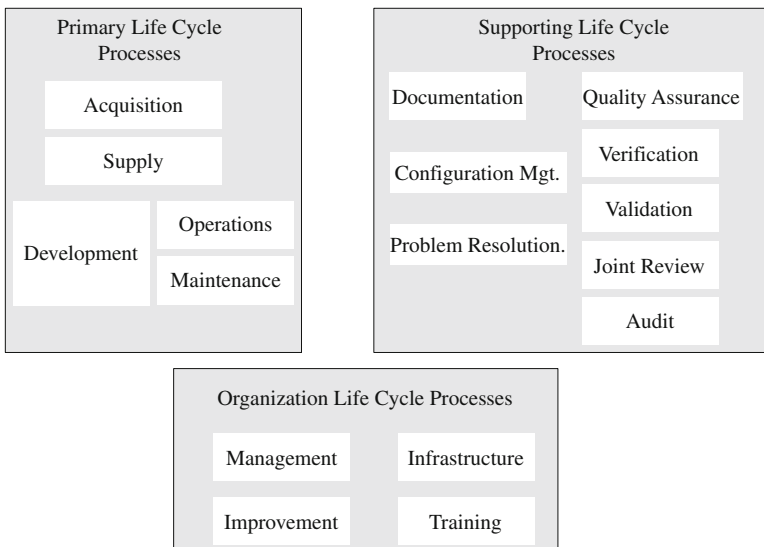 Primary Life Cycle
Processes
Acquisition
Supply
Development
Operations
Maintenance
Supporting Life Cycle
Processes
Documentation
Configuration Mgt.
Problem Resolution.
Quality Assurance
Verification
Validation
Joint Review
Audit
Organization Life Cycle Processes
Management
Infrastructure
Improvement
Training